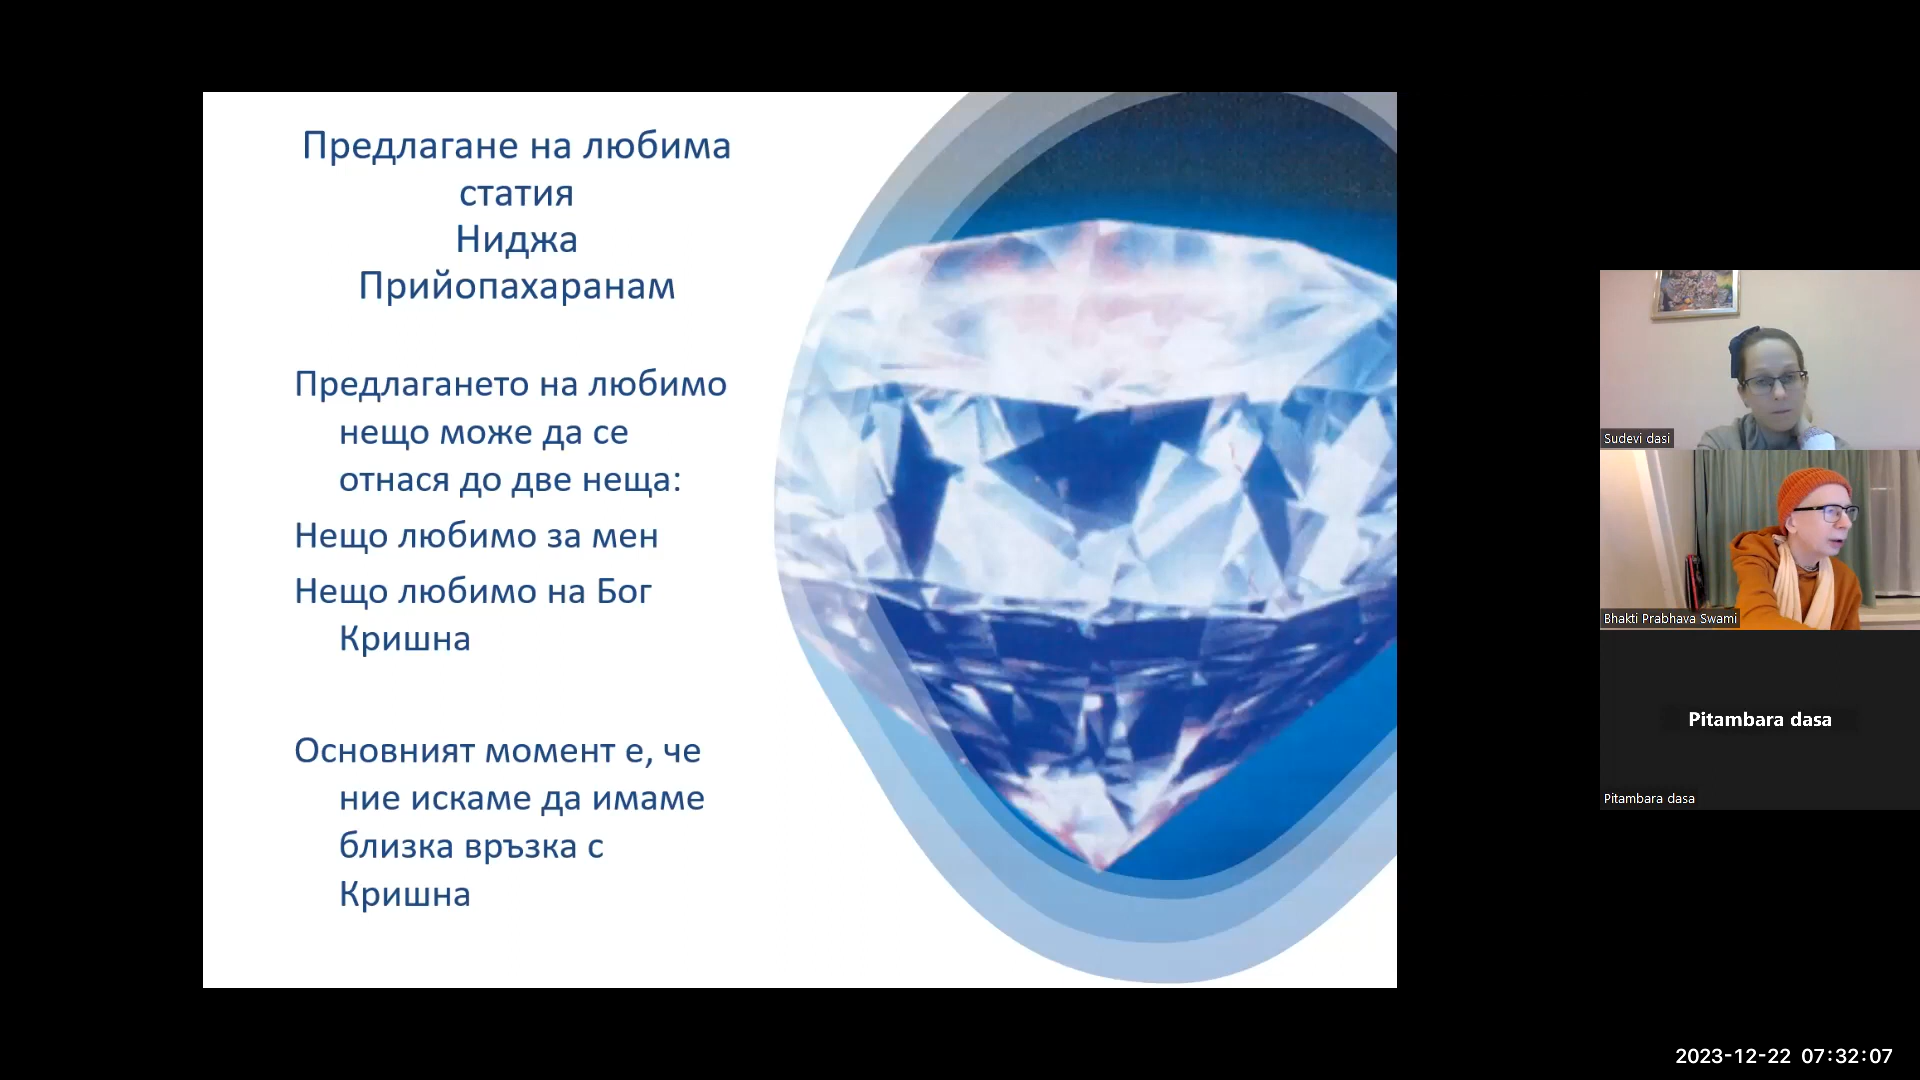 Предлагане на любима
статия
Ниджа
Прийопахаранам
Предлагането на любимо
нещо може да се
отнася до две неща:
Нещо любимо за мен
Нещо любимо на Бог
Кришна
Основният момент е, че
ние искаме да имаме
близка връзка с
Кришна
Sudevi dasi
Bhakti Prabhava Swami
Pitambara dasa
Pitambara dasa
2023-12-22 07:32:07